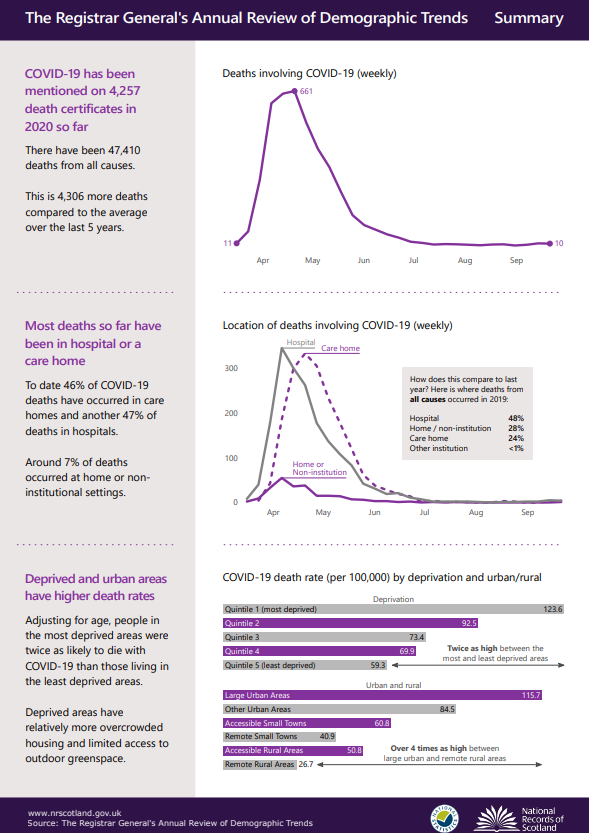 The Registrar General's Annual Review of Demographic Trends Summary
COVID-19 has been
mentioned on 4,257
death certificates in
2020 so far
There have been 47,410
deaths from all causes.
This is 4,306 more deaths
compared to the average
over the last 5 years.
Deaths involving COVID-19 (weekly)
661
11
10
Apr May Jun Jul Aug Sep
Most deaths so far have
been in hospital or a
care home
To date 46% of COVID-19
deaths have occurred in care
homes and another 47% of
deaths in hospitals.
Around 7% of deaths
occurred at home or non-
institutional settings.
Location of deaths involving COVID-19 (weekly)
Hospital
Care home
300
200
100
0
Home or
Non-institution
Apr May Jun Jul Aug Sep
How does this compare to last
year? Here is where deaths from
all causes occurred in 2019:
Hospital 48%
Home / non-institution 28%
Care home 24%
Other institution <1%
Deprived and urban areas
have higher death rates
Adjusting for age, people in
the most deprived areas were
twice as likely to die with
COVID-19 than those living in
the least deprived areas.
Deprived areas have
relatively more overcrowded
housing and limited access to
outdoor greenspace.
COVID-19 death rate (per 100,000) by deprivation and urban/rural
Deprivation
Quintile 1 (most deprived) 123.6
Quintile 2 92.5
Quintile 3 73.4
Quintile 4 69.9
Quintile 5 (least deprived) 59.3
Twice as high between the
most and least deprived areas
Urban and rural
Large Urban Areas 115.7
Other Urban Areas 84.5
Accessible Small Towns 60.8
Remote Small Towns 40.9
Accessible Rural Areas 50.8
Remote Rural Areas 26.7
Over 4 times as high between
large urban and remote rural areas
www.nrscotland.gov.uk
Source: The Registrar General's Annual Review of Demographic Trends
National
Records of
Scotland